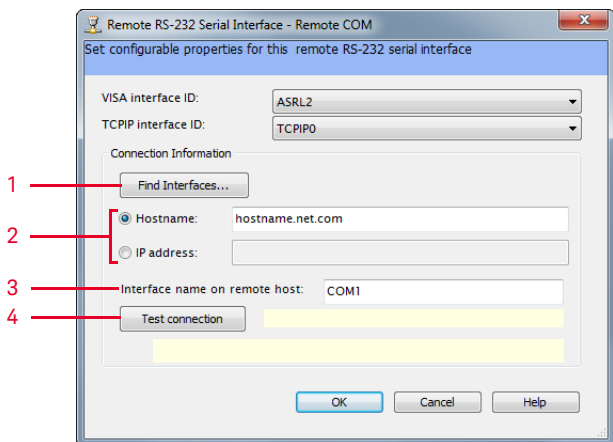 Remote RS-232 Serial Interface - Remote COM
Set configurable properties for this remote RS-232 serial interface
VISA interface ID: ASRL2
TCPIP interface ID: TCPIP0
Connection Information
1 Find Interfaces...
2 Hostname: hostname.net.com
IP address:
3 Interface name on remote host: COM1
4 Test connection
OK Cancel Help